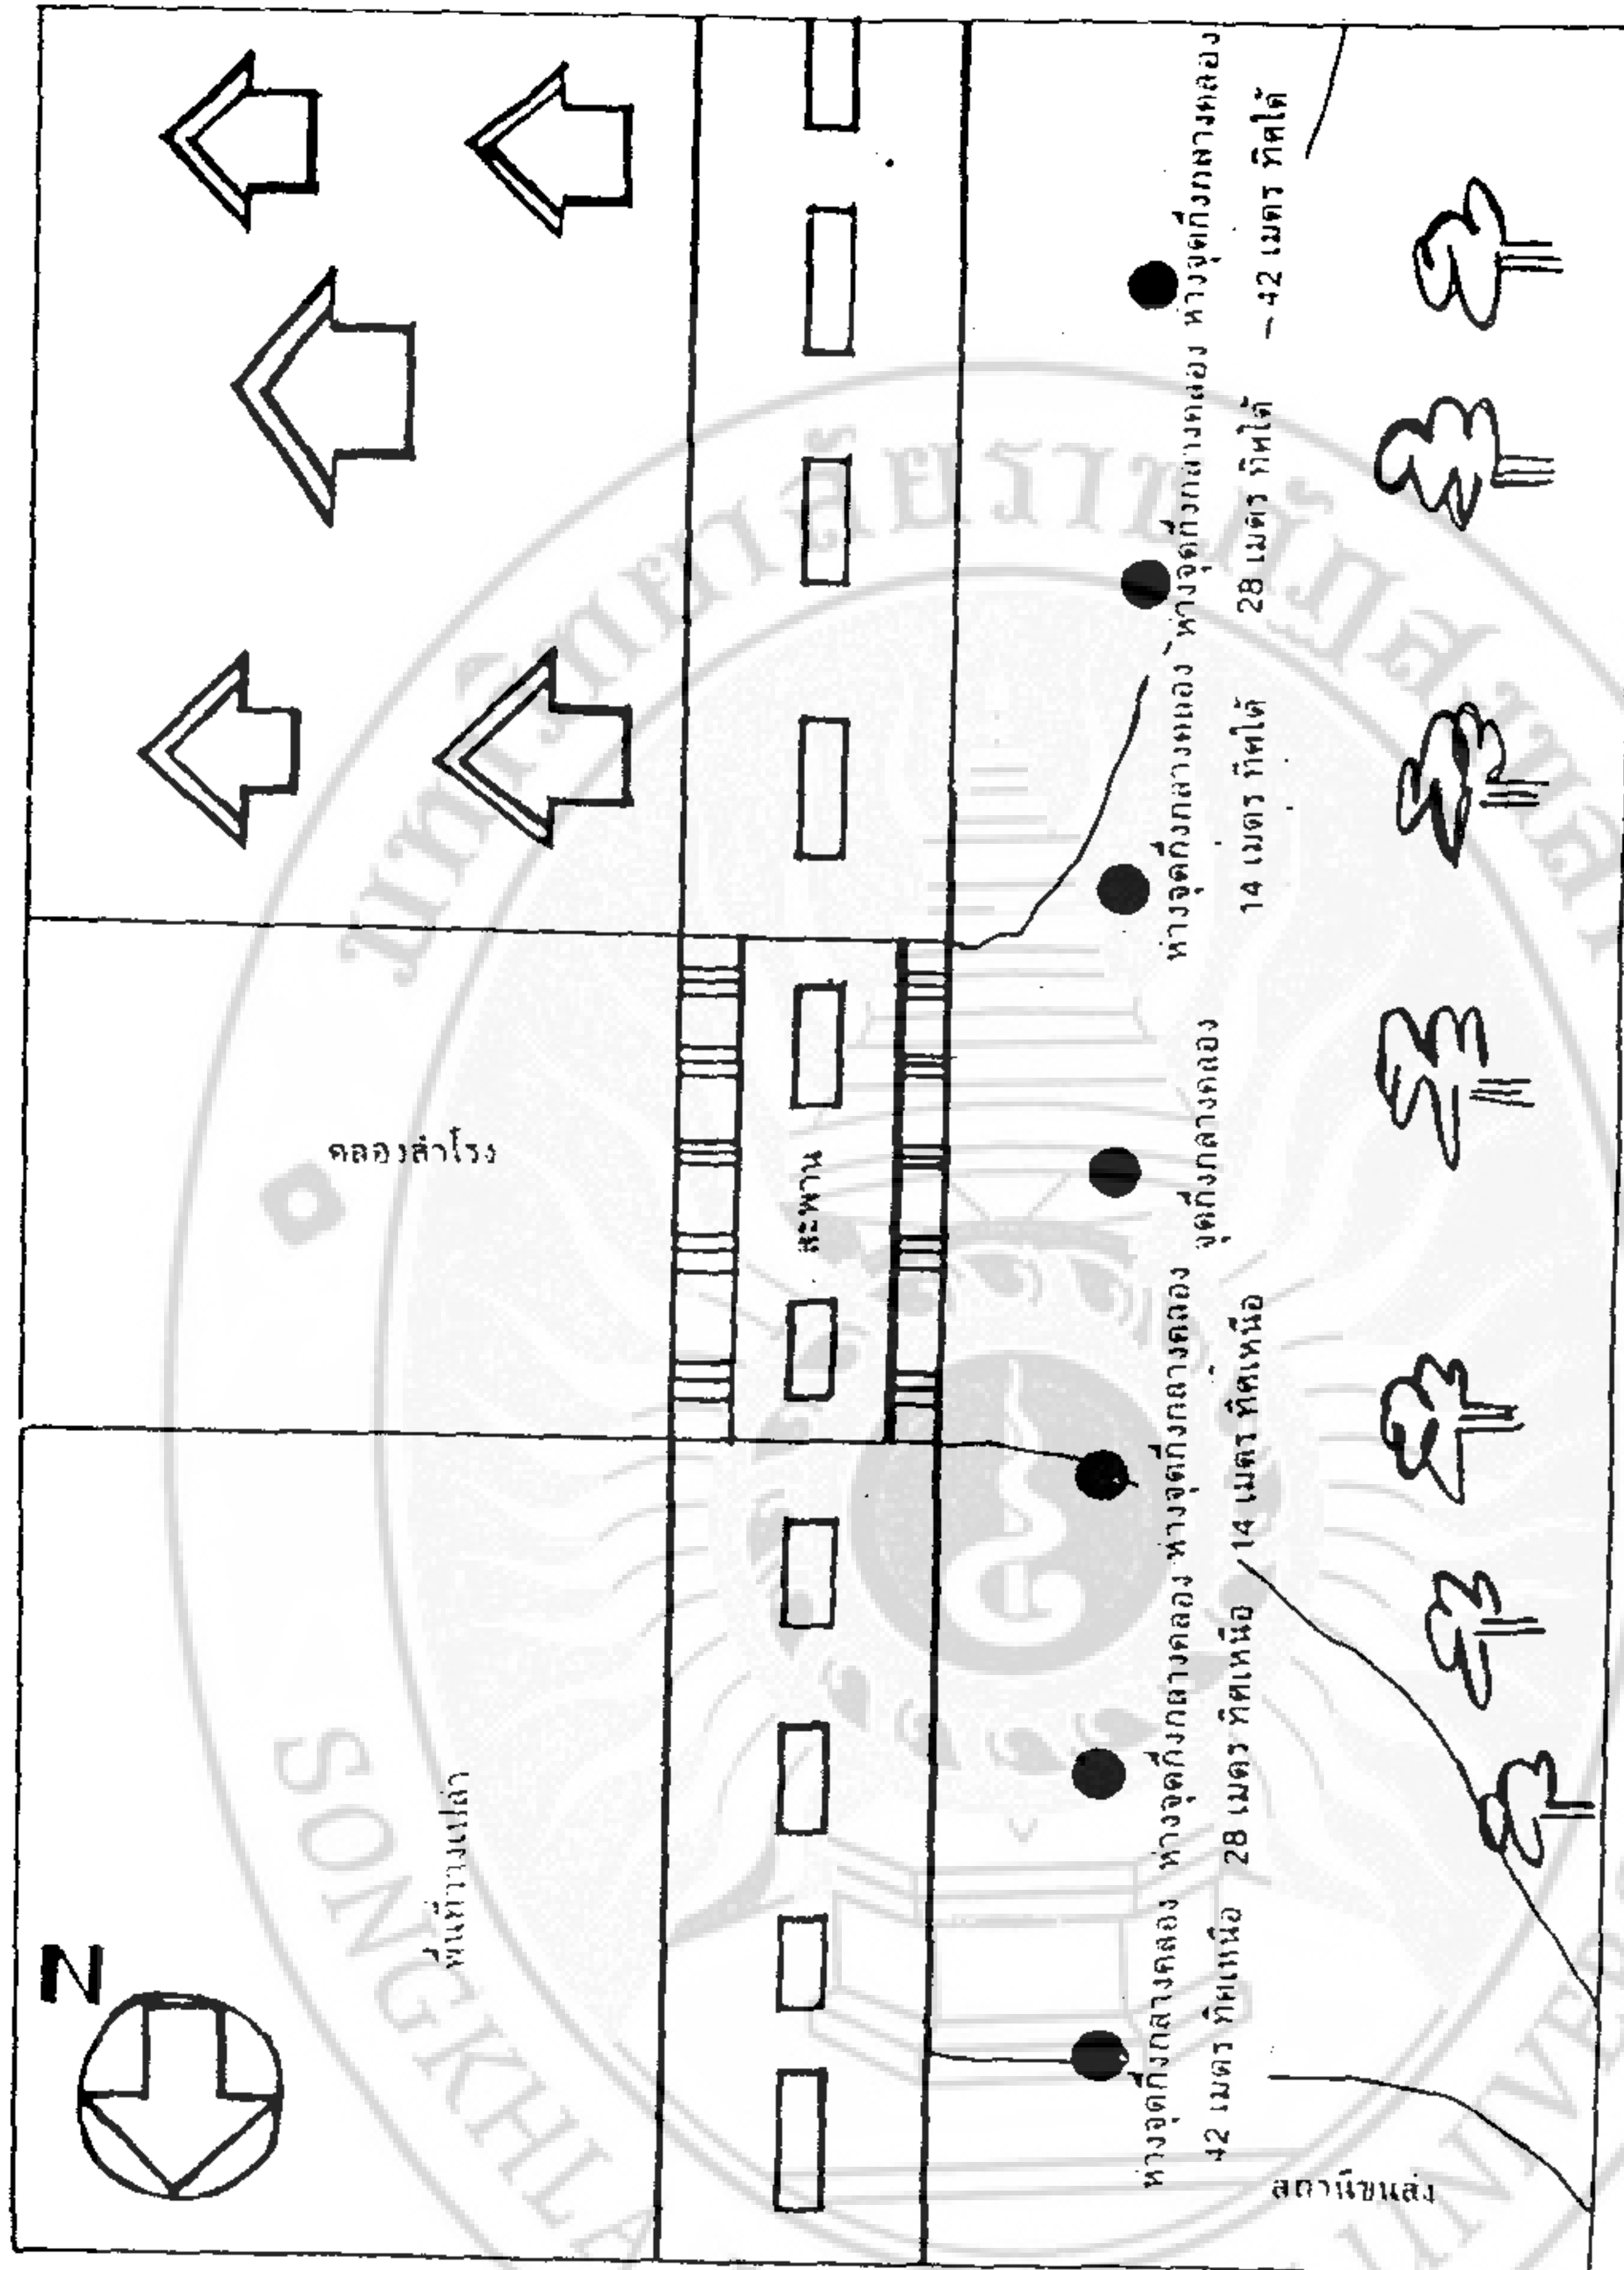 N
คลองสำโรง
พื้นที่ว่างเปล่า
สะพาน
ห่างจุดกึ่งกลางคลอง
42 เมตร ทิศเหนือ
ห่างจุดกึ่งกลางคลอง
28 เมตร ทิศเหนือ
ห่างจุดกึ่งกลางคลอง
14 เมตร ทิศเหนือ
จุดกึ่งกลางคลอง
ห่างจุดกึ่งกลางคลอง
14 เมตร ทิศใต้
ห่างจุดกึ่งกลางคลอง
28 เมตร ทิศใต้
ห่างจุดกึ่งกลางคลอง
42 เมตร ทิศใต้
สถานีขนส่ง
SONGKHLA